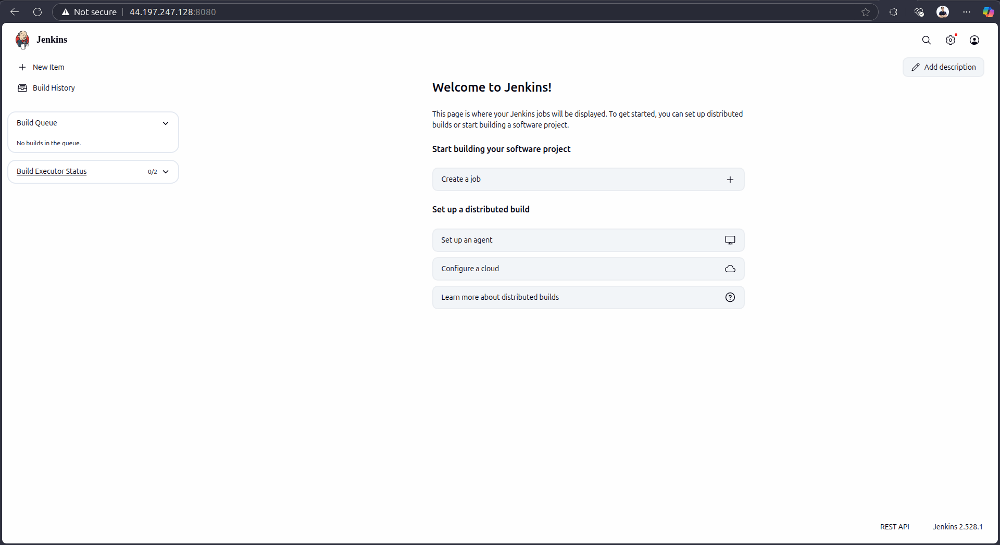 Not secure
44.197.247.128:8080
Jenkins
New Item
Build History
Add description
Build Queue
No builds in the queue.
Build Executor Status
0/2
Welcome to Jenkins!
This page is where your Jenkins jobs will be displayed. To get started, you can set up distributed
builds or start building a software project.
Start building your software project
Create a job
Set up a distributed build
Set up an agent
Configure a cloud
Learn more about distributed builds
REST API
Jenkins 2.528.1